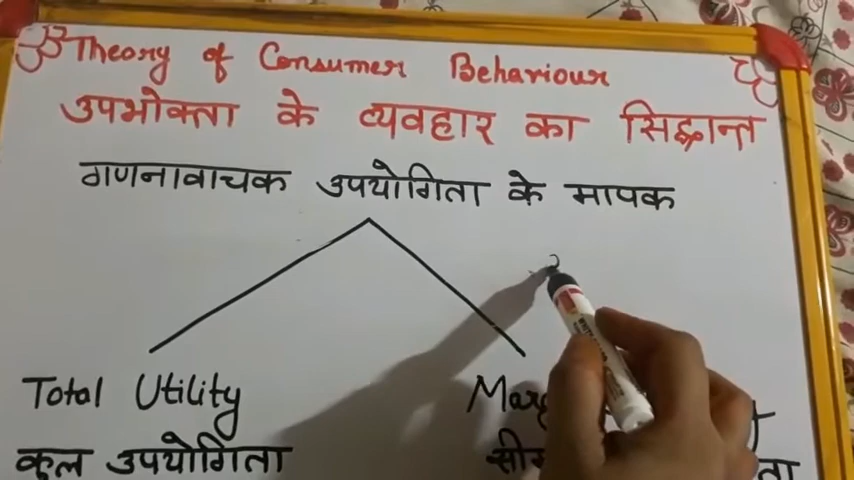 Theory of Consumer Behaviour
उपभोक्ता के व्यवहार का सिद्धान्त
गणनावाचक उपयोगिता के मापक
Total Utility
कुल उपयोगिता